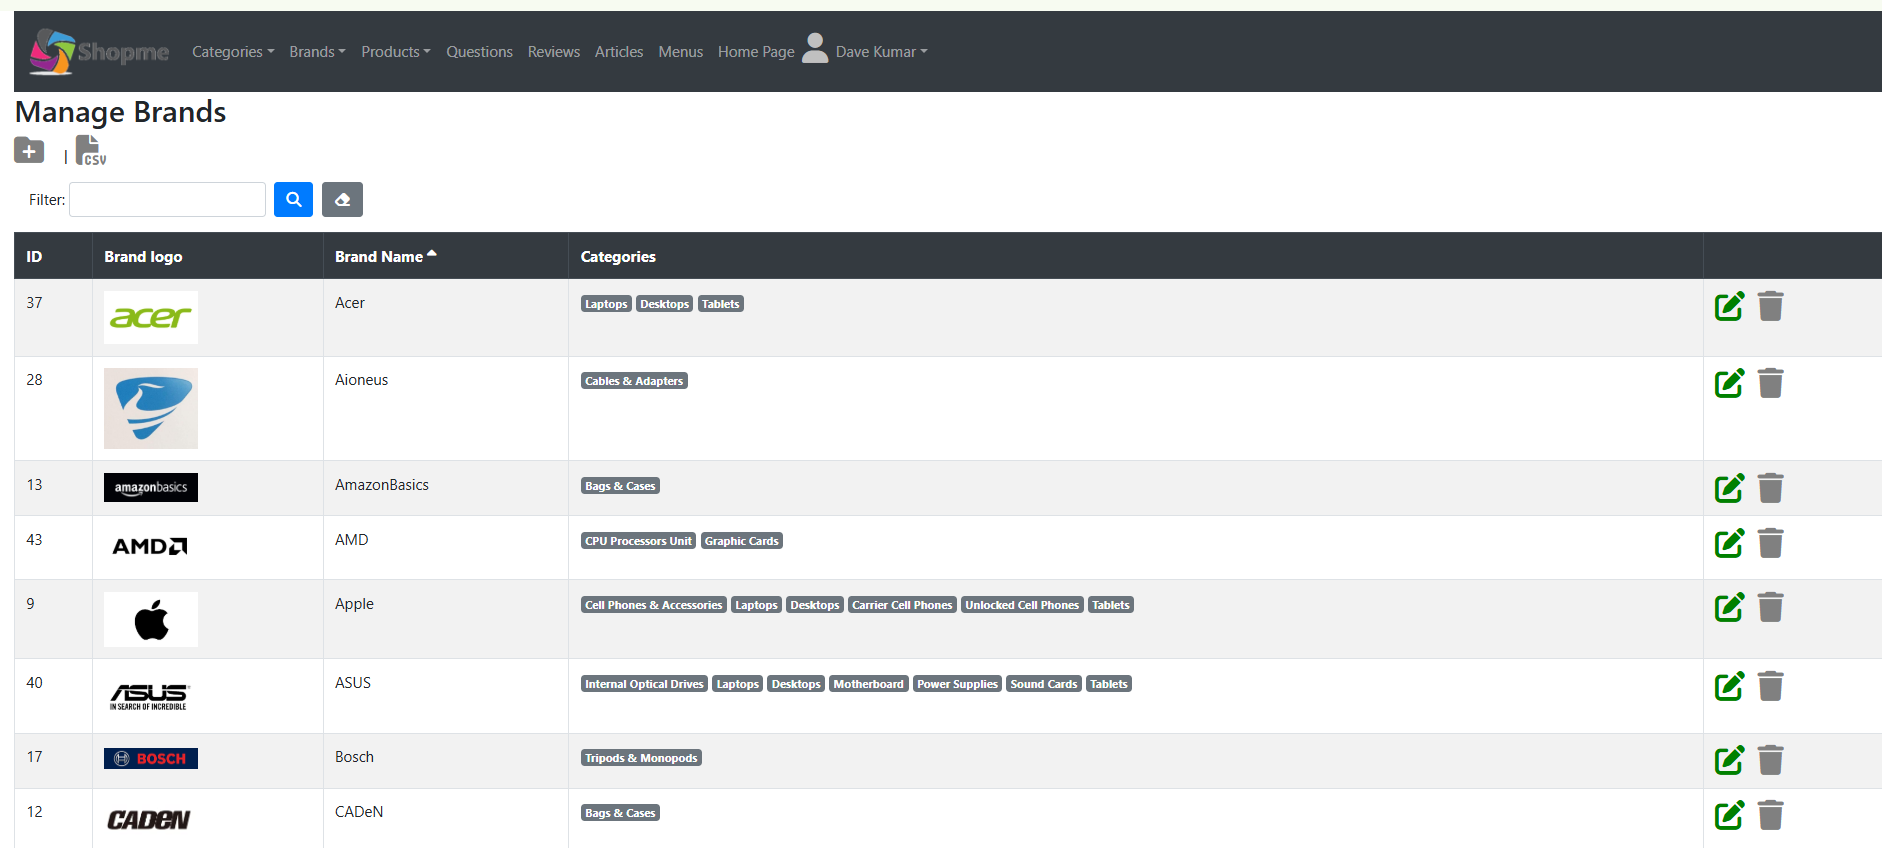 Shopme Categories Brands Products Questions Reviews Articles Menus Home Page Dave Kumar
Manage Brands
| CSV
Filter:
ID Brand logo Brand Name Categories
37 acer Acer Laptops Desktops Tablets
28 Aioneus Cables & Adapters
13 amazonbasics AmazonBasics Bags & Cases
43 AMD AMD CPU Processors Unit Graphic Cards
9 Apple Cell Phones & Accessories Laptops Desktops Carrier Cell Phones Unlocked Cell Phones Tablets
40 ASUS ASUS Internal Optical Drives Laptops Desktops Motherboard Power Supplies Sound Cards Tablets
IN SEARCH OF INCREDIBLE
17 BOSCH Bosch Tripods & Monopods
12 CADEN CADeN Bags & Cases